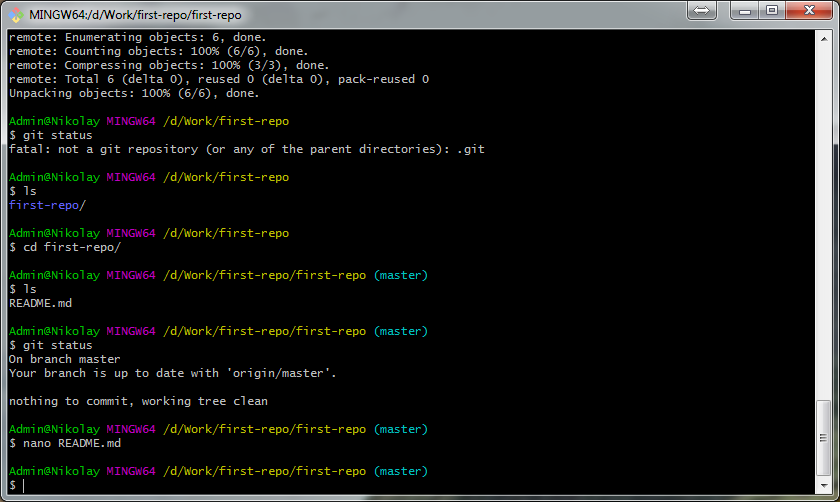 MINGW64:/d/Work/first-repo/first-repo
remote: Enumerating objects: 6, done.
remote: Counting objects: 100% (6/6), done.
remote: Compressing objects: 100% (3/3), done.
remote: Total 6 (delta 0), reused 0 (delta 0), pack-reused 0
Unpacking objects: 100% (6/6), done.
Admin@Nikolay MINGW64 /d/Work/first-repo
$ git status
fatal: not a git repository (or any of the parent directories): .git
Admin@Nikolay MINGW64 /d/Work/first-repo
$ ls
first-repo/
Admin@Nikolay MINGW64 /d/Work/first-repo
$ cd first-repo/
Admin@Nikolay MINGW64 /d/Work/first-repo/first-repo (master)
$ ls
README.md
Admin@Nikolay MINGW64 /d/Work/first-repo/first-repo (master)
$ git status
On branch master
Your branch is up to date with 'origin/master'.
nothing to commit, working tree clean
Admin@Nikolay MINGW64 /d/Work/first-repo/first-repo (master)
$ nano README.md
Admin@Nikolay MINGW64 /d/Work/first-repo/first-repo (master)
$